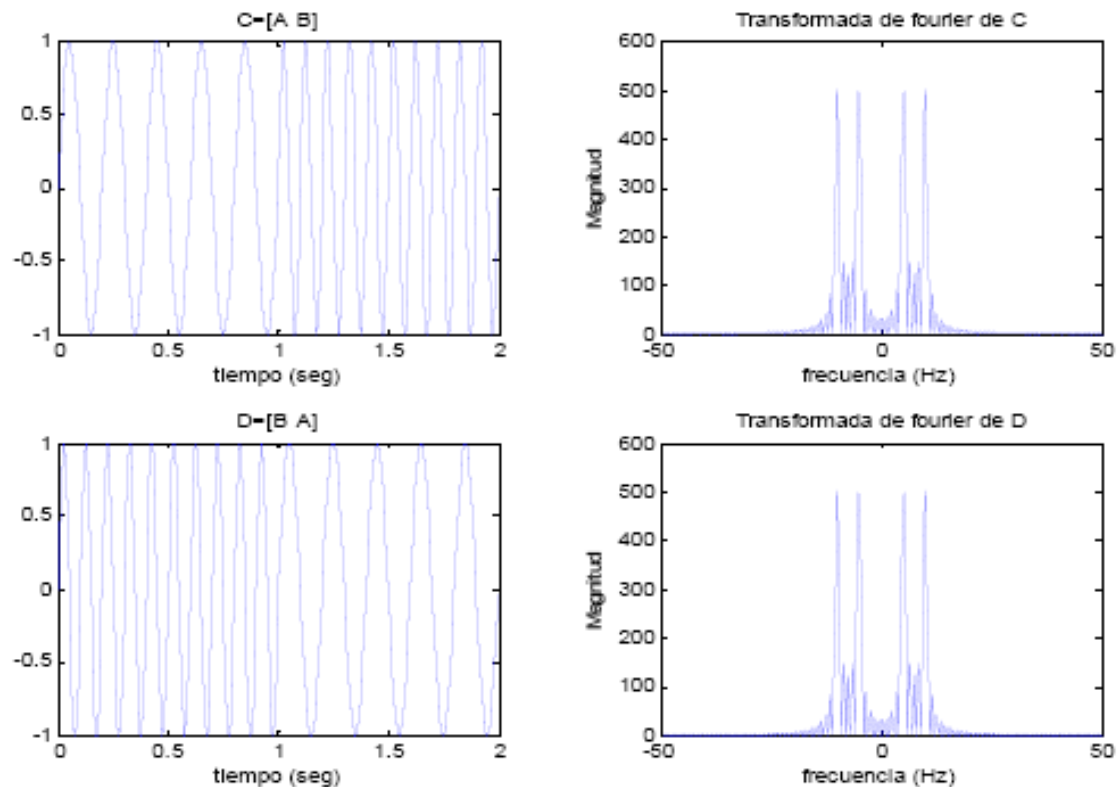 C=[A B]
1
0.5
0
-0.5
-1
0 0.5 1 1.5 2
tiempo (seg)
Transformada de fourier de C
600
500
400
300
200
100
0
Magnitud
-50 0 50
frecuencia (Hz)
D=[B A]
1
0.5
0
-0.5
-1
0 0.5 1 1.5 2
tiempo (seg)
Transformada de fourier de D
600
500
400
300
200
100
0
Magnitud
-50 0 50
frecuencia (Hz)